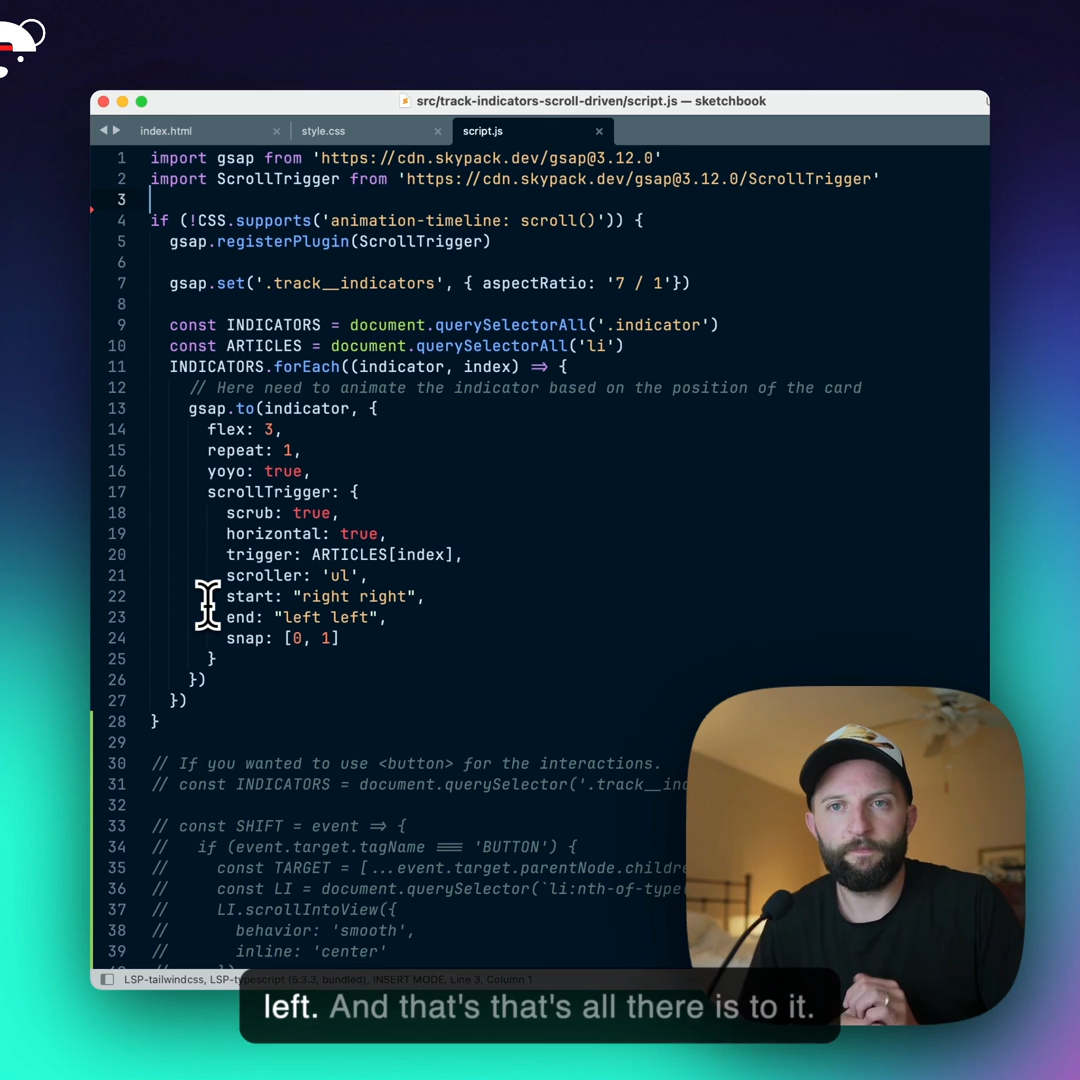 src/track-indicators-scroll-driven/script.js — sketchbook
index.html
style.css
script.js
1 import gsap from 'https://cdn.skypack.dev/gsap@3.12.0'
2 import ScrollTrigger from 'https://cdn.skypack.dev/gsap@3.12.0/ScrollTrigger'
3
4 if (!CSS.supports('animation-timeline: scroll()')) {
5 gsap.registerPlugin(ScrollTrigger)
6
7 gsap.set('.track__indicators', { aspectRatio: '7 / 1'})
8
9 const INDICATORS = document.querySelectorAll('.indicator')
10 const ARTICLES = document.querySelectorAll('li')
11 INDICATORS.forEach((indicator, index) => {
12 // Here need to animate the indicator based on the position of the card
13 gsap.to(indicator, {
14 flex: 3,
15 repeat: 1,
16 yoyo: true,
17 scrollTrigger: {
18 scrub: true,
19 horizontal: true,
20 trigger: ARTICLES[index],
21 scroller: 'ul',
22 start: "right right",
23 end: "left left",
24 snap: [0, 1]
25 }
26 })
27 })
28 }
29
30 // If you wanted to use <button> for the interactions.
31 // const INDICATORS = document.querySelector('.track__ind
32
33 // const SHIFT = event => {
34 // if (event.target.tagName === 'BUTTON') {
35 // const TARGET = [...event.target.parentNode.childre
36 // const LI = document.querySelector(`li:nth-of-type(
37 // LI.scrollIntoView({
38 // behavior: 'smooth',
39 // inline: 'center'
LSP-tailwindcss, LSP-typescript (5.3.3, bundled), INSERT MODE, Line 3, Column 1
left. And that's that's all there is to it.